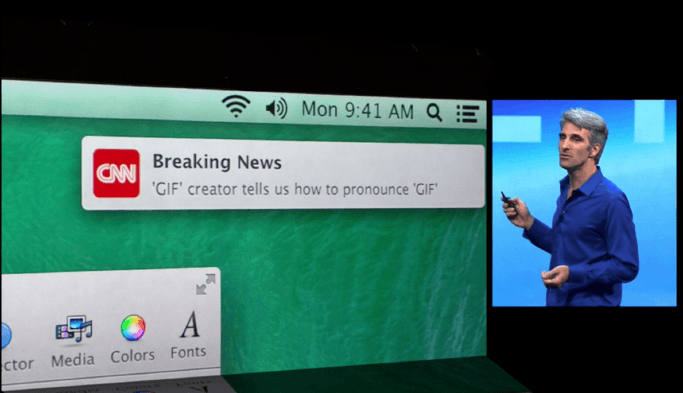 Mon 9:41 AM
CNN
Breaking News
'GIF' creator tells us how to pronounce 'GIF'
ector Media Colors Fonts
A